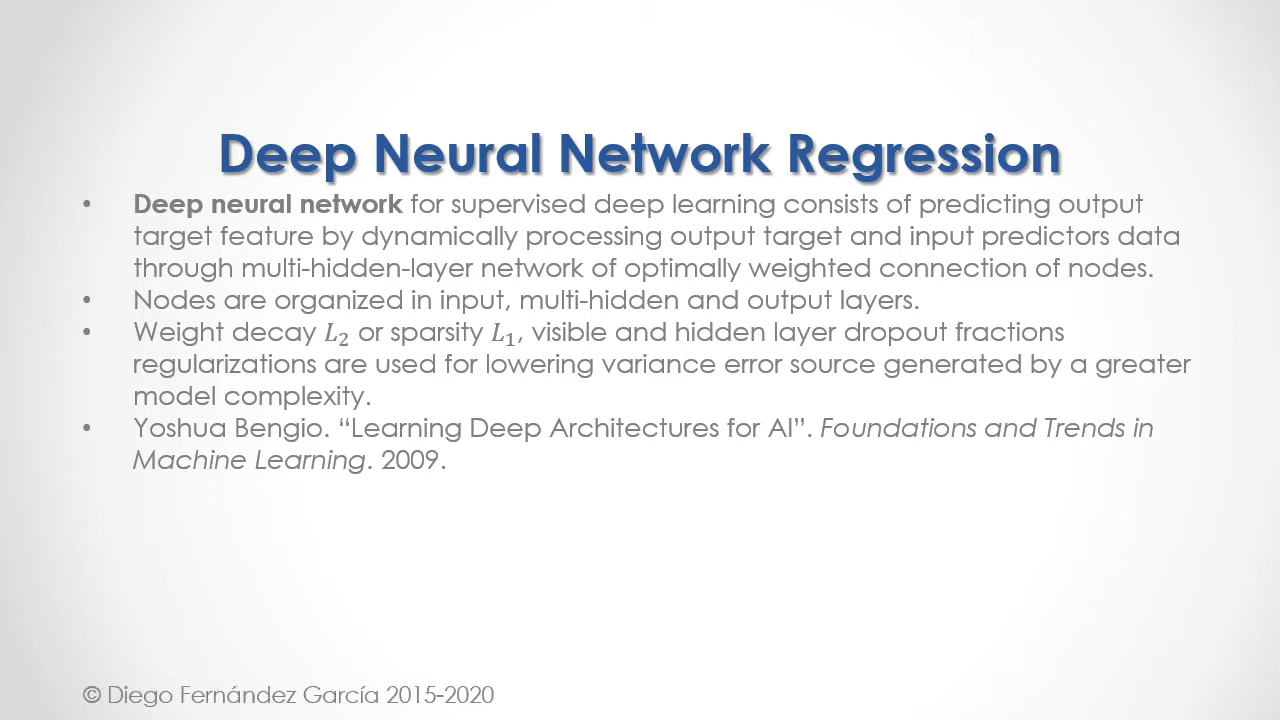 Deep Neural Network Regression
• Deep neural network for supervised deep learning consists of predicting output
target feature by dynamically processing output target and input predictors data
through multi-hidden-layer network of optimally weighted connection of nodes.
• Nodes are organized in input, multi-hidden and output layers.
• Weight decay L₂ or sparsity L₁, visible and hidden layer dropout fractions
regularizations are used for lowering variance error source generated by a greater
model complexity.
• Yoshua Bengio. “Learning Deep Architectures for AI”. Foundations and Trends in
Machine Learning. 2009.
© Diego Fernández García 2015-2020